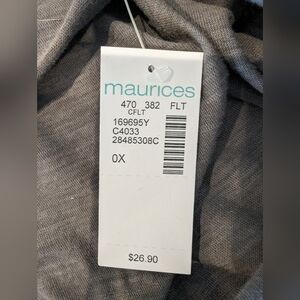 maurices
470 382 FLT
CFLT
169695Y
C4033
28485308C
0X
$26.90